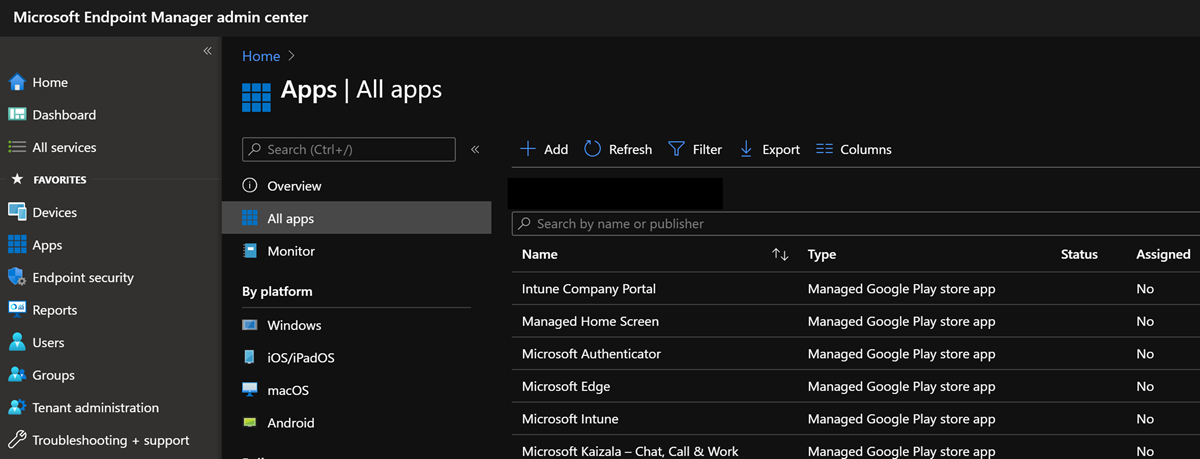 Microsoft Endpoint Manager admin center
«
Home
Dashboard
All services
FAVORITES
Devices
Apps
Endpoint security
Reports
Users
Groups
Tenant administration
Troubleshooting + support
Home >
Apps | All apps
Search (Ctrl+/)
«
Overview
All apps
Monitor
By platform
Windows
iOS/iPadOS
macOS
Android
Add Refresh Filter Export Columns
Search by name or publisher
Name ↑↓ Type Status Assigned
Intune Company Portal Managed Google Play store app No
Managed Home Screen Managed Google Play store app No
Microsoft Authenticator Managed Google Play store app No
Microsoft Edge Managed Google Play store app No
Microsoft Intune Managed Google Play store app No
Microsoft Kaizala – Chat, Call & Work Managed Google Play store app No